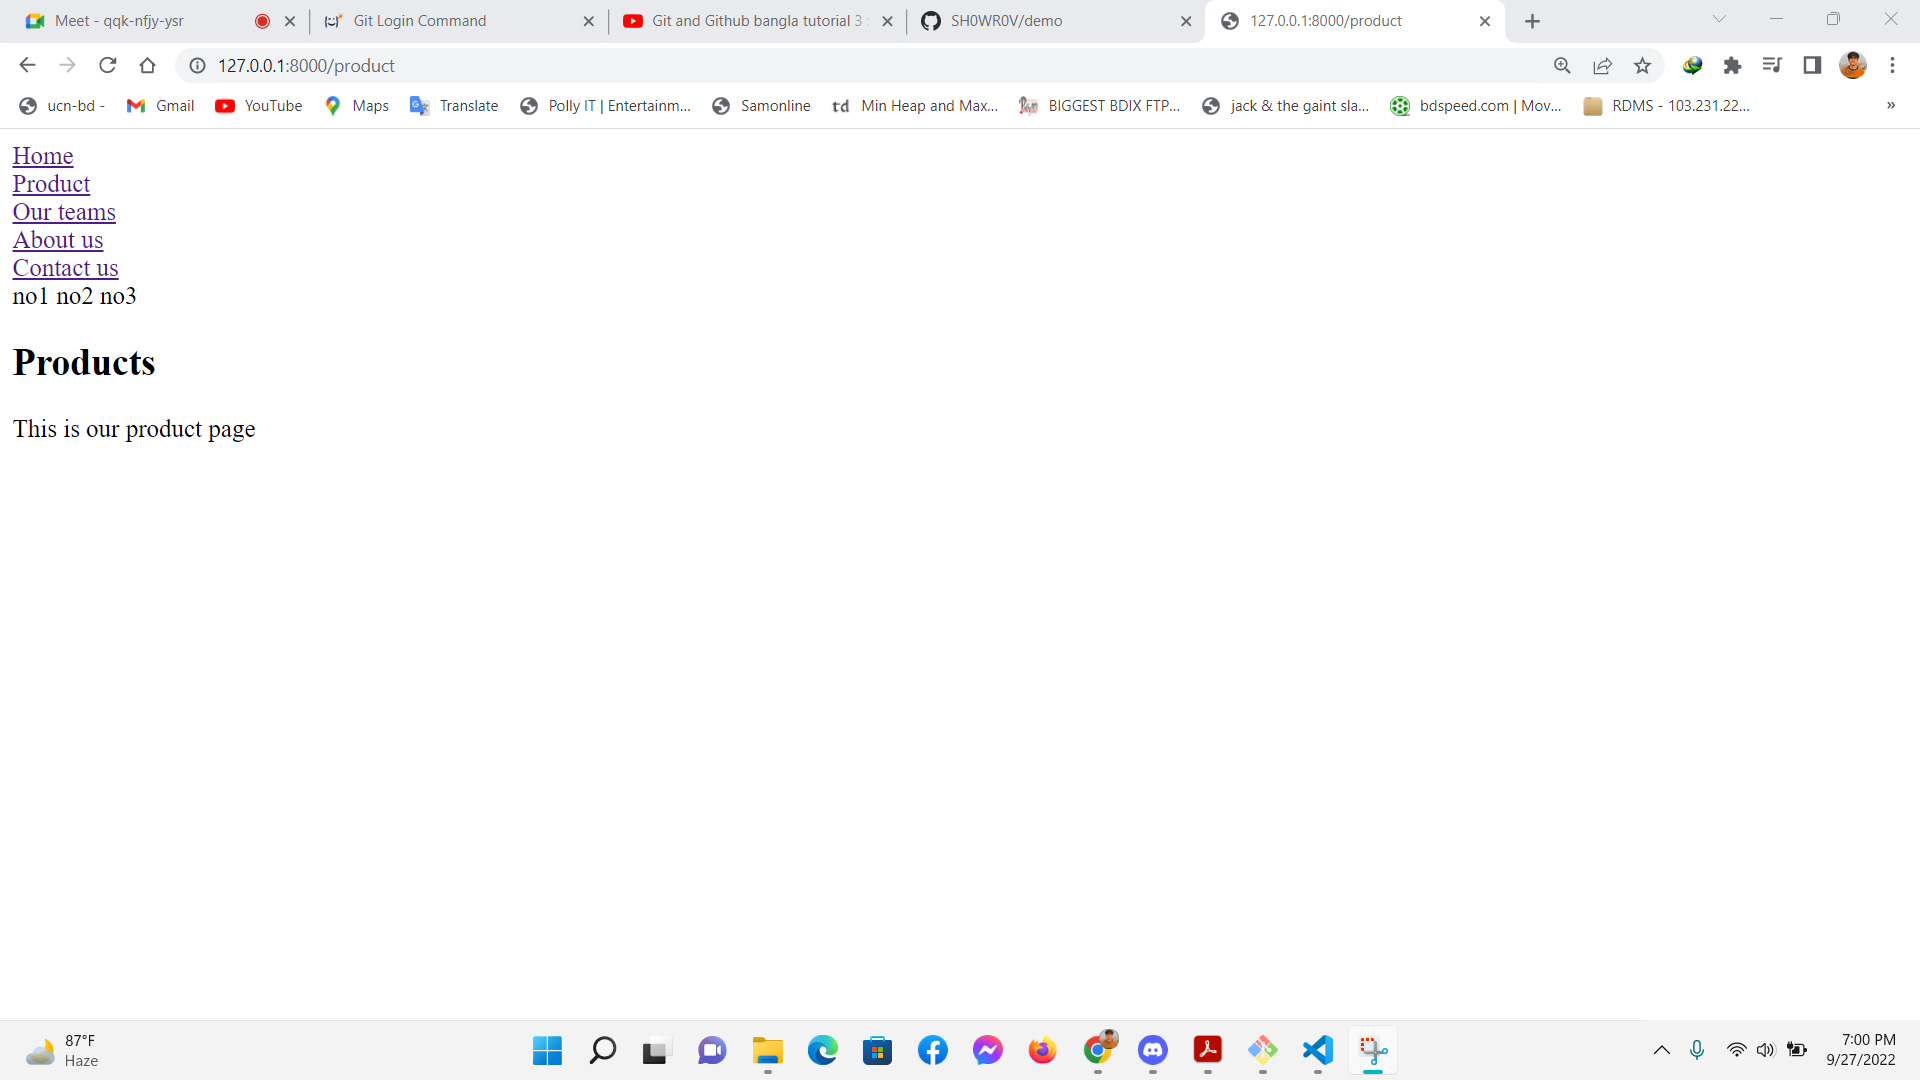 Meet - qqk-nfjy-ysr
Git Login Command
Git and Github bangla tutorial 3 :
SH0WR0V/demo
127.0.0.1:8000/product
127.0.0.1:8000/product
ucn-bd -
Gmail
YouTube
Maps
Translate
Polly IT | Entertainm...
Samonline
td Min Heap and Max...
BIGGEST BDIX FTP...
jack & the gaint sla...
bdspeed.com | Mov...
RDMS - 103.231.22...
»
Home
Product
Our teams
About us
Contact us
no1 no2 no3
Products
This is our product page
87°F
Haze
7:00 PM
9/27/2022